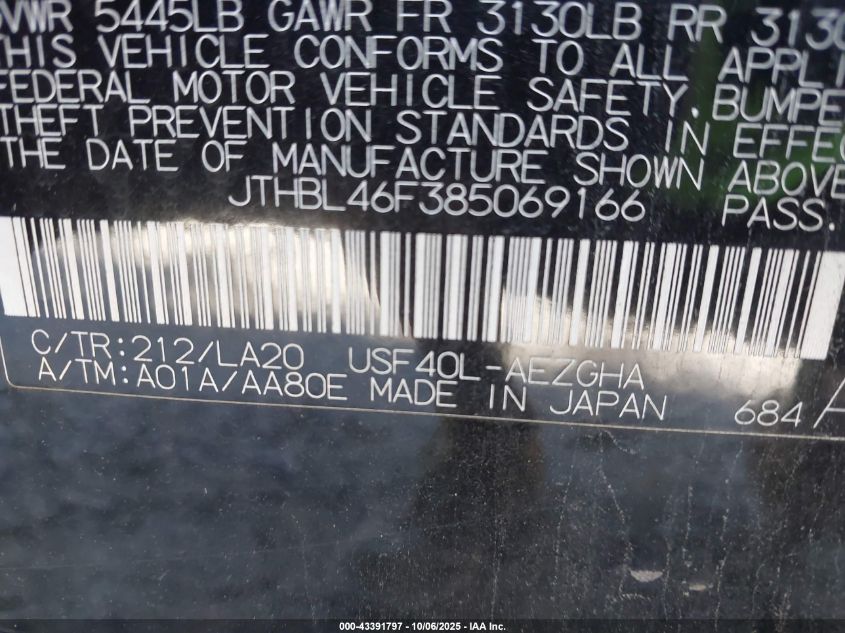 GVWR 5445LB GAWR FR 3130LB RR 3130
THIS VEHICLE CONFORMS TO ALL APPLI
FEDERAL MOTOR VEHICLE SAFETY, BUMPE
THEFT PREVENTION STANDARDS IN EFFEC
THE DATE OF MANUFACTURE SHOWN ABOVE
JTHBL46F385069166 PASS.
C/TR:212/LA20 USF40L-AEZGHA
A/TM:A01A/AA80E MADE IN JAPAN 684 A
000-43391797 - 10/06/2025 - IAA Inc.